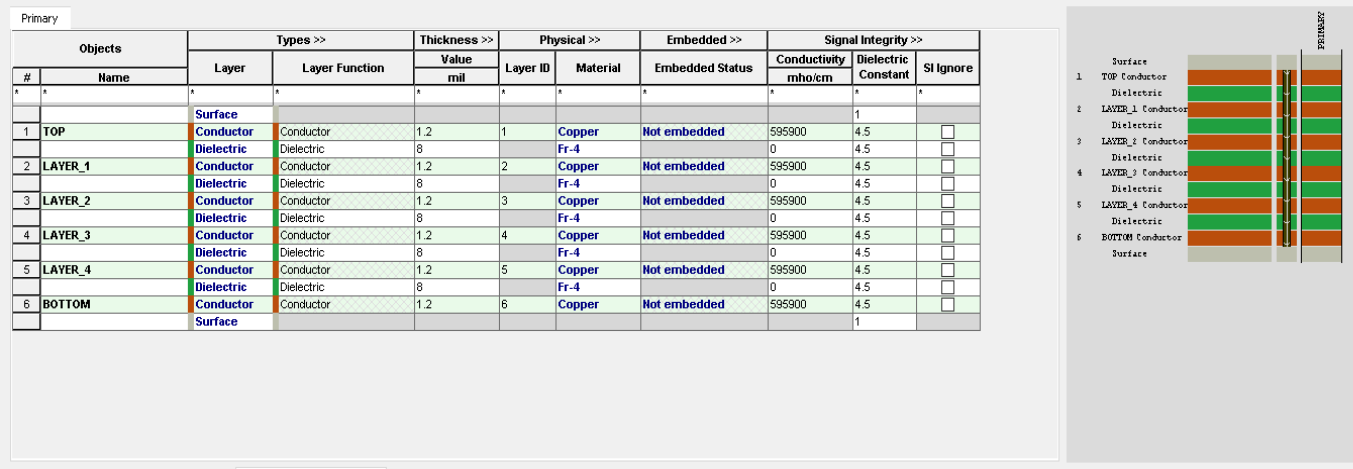 Primary
Objects Types >> Thickness >> Physical >> Embedded >> Signal Integrity >>
# Name Layer Layer Function Value mil Layer ID Material Embedded Status Conductivity mho/cm Dielectric Constant SI Ignore
* * * * * * * * * * *
Surface 1
1 TOP Conductor Conductor 1.2 1 Copper Not embedded 595900 4.5
Dielectric Dielectric 8 Fr-4 0 4.5
2 LAYER_1 Conductor Conductor 1.2 2 Copper Not embedded 595900 4.5
Dielectric Dielectric 8 Fr-4 0 4.5
3 LAYER_2 Conductor Conductor 1.2 3 Copper Not embedded 595900 4.5
Dielectric Dielectric 8 Fr-4 0 4.5
4 LAYER_3 Conductor Conductor 1.2 4 Copper Not embedded 595900 4.5
Dielectric Dielectric 8 Fr-4 0 4.5
5 LAYER_4 Conductor Conductor 1.2 5 Copper Not embedded 595900 4.5
Dielectric Dielectric 8 Fr-4 0 4.5
6 BOTTOM Conductor Conductor 1.2 6 Copper Not embedded 595900 4.5
Surface 1
PRIMARY
Surface
1 TOP Conductor
Dielectric
2 LAYER_1 Conductor
Dielectric
3 LAYER_2 Conductor
Dielectric
4 LAYER_3 Conductor
Dielectric
5 LAYER_4 Conductor
Dielectric
6 BOTTOM Conductor
Surface